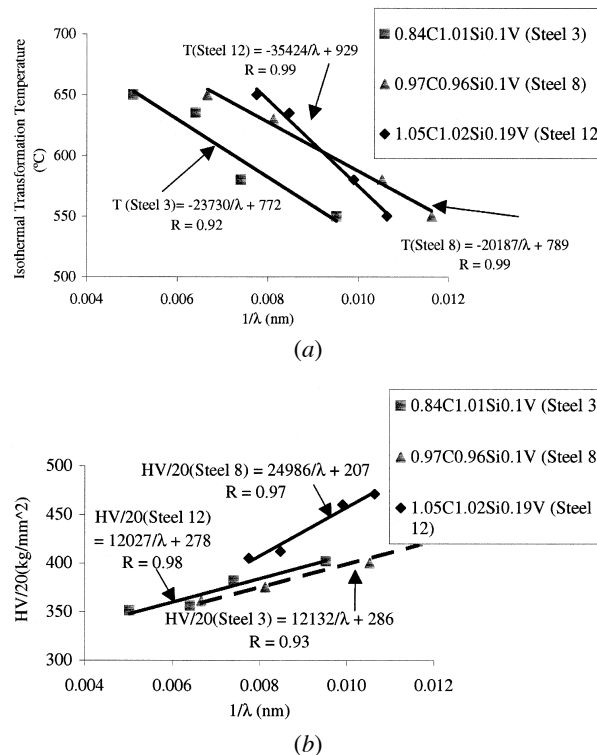 T(Steel 12) = -35424/λ + 929
R = 0.99
0.84C1.01Si0.1V (Steel 3)
0.97C0.96Si0.1V (Steel 8)
1.05C1.02Si0.19V (Steel 12
Isothermal Transformation Temperature
(°C)
700
650
600
550
500
T (Steel 3)= -23730/λ + 772
R = 0.92
T(Steel 8)= -20187/λ + 789
R = 0.99
0.004 0.006 0.008 0.010 0.012
1/λ (nm)
(a)
0.84C1.01Si0.1V (Steel 3
0.97C0.96Si0.1V (Steel 8
1.05C1.02Si0.19V (Steel
12)
HV/20(kg/mm^2)
500
450
400
350
300
HV/20(Steel 8) = 24986/λ + 207
R = 0.97
HV/20(Steel 12)
= 12027/λ + 278
R = 0.98
HV/20(Steel 3) = 12132/λ + 286
R = 0.93
0.004 0.006 0.008 0.010 0.012
1/λ (nm)
(b)